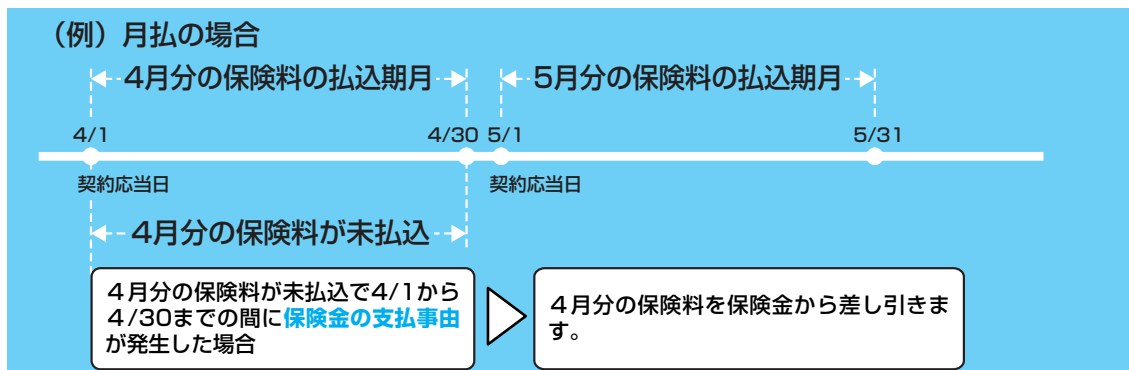 （例）月払の場合
4月分の保険料の払込期月 5月分の保険料の払込期月
4/1 4/30 5/1 5/31
契約応当日 契約応当日
4月分の保険料が未払込
４月分の保険料が未払込で4/1から
４/30までの間に保険金の支払事由
が発生した場合
４月分の保険料を保険金から差し引きま
す。